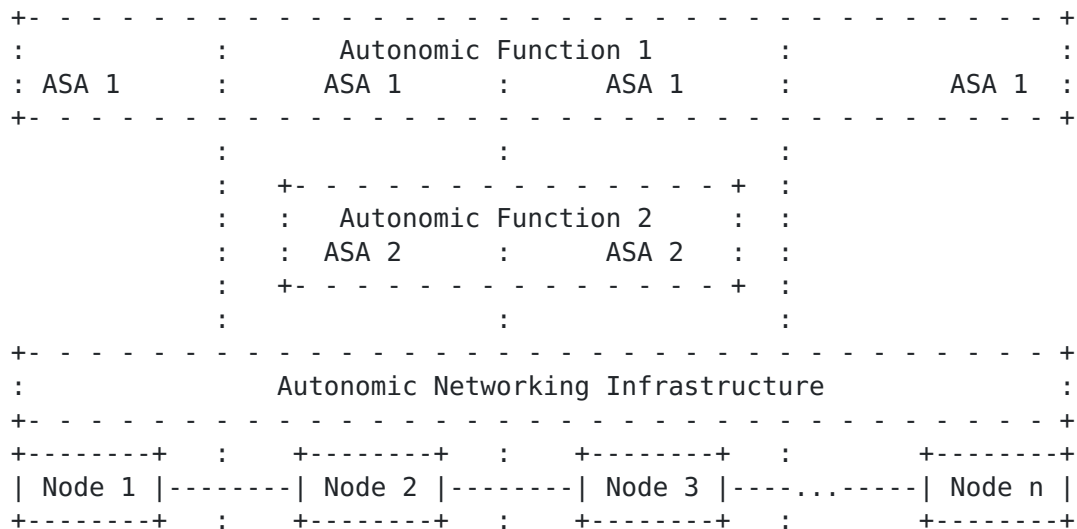 +- - - - - - - - - - - - - - - - - - - - - - - - - - - - - - - - - +
:            :       Autonomic Function 1        :                 :
: ASA 1      :      ASA 1      :      ASA 1      :          ASA 1  :
+- - - - - - - - - - - - - - - - - - - - - - - - - - - - - - - - - +
             :                 :                 :
             :   +- - - - - - - - - - - - - - +  :
             :   :   Autonomic Function 2     :  :
             :   :  ASA 2      :      ASA 2   :  :
             :   +- - - - - - - - - - - - - - +  :
             :                 :                 :
+- - - - - - - - - - - - - - - - - - - - - - - - - - - - - - - - - +
:                Autonomic Networking Infrastructure               :
+- - - - - - - - - - - - - - - - - - - - - - - - - - - - - - - - - +
+--------+   :    +--------+   :    +--------+   :        +--------+
| Node 1 |--------| Node 2 |--------| Node 3 |----...-----| Node n |
+--------+   :    +--------+   :    +--------+   :        +--------+